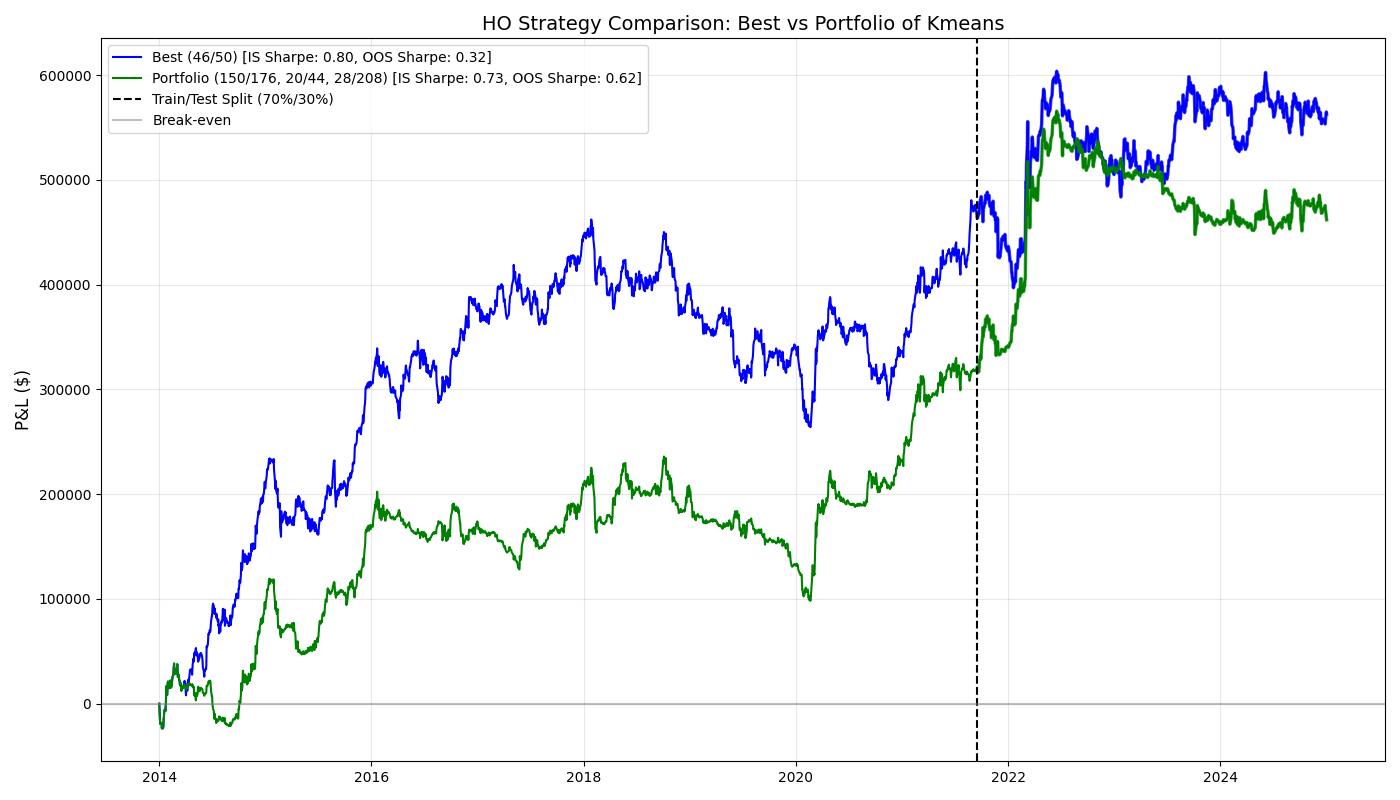 HO Strategy Comparison: Best vs Portfolio of Kmeans
Best (46/50) [IS Sharpe: 0.80, OOS Sharpe: 0.32]
Portfolio (150/176, 20/44, 28/208) [IS Sharpe: 0.73, OOS Sharpe: 0.62]
Train/Test Split (70%/30%)
Break-even
P&L ($)
600000
500000
400000
300000
200000
100000
0
2014
2016
2018
2020
2022
2024